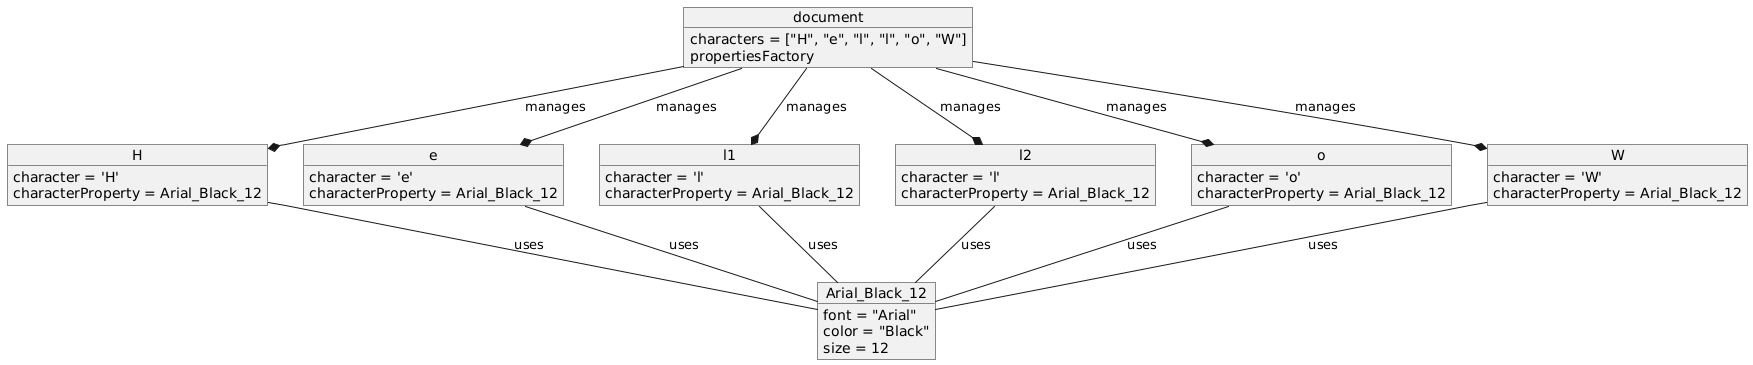 document
characters = ["H", "e", "l", "l", "o", "W"]
propertiesFactory
manages
manages
manages
manages
manages
manages
H
character = 'H'
characterProperty = Arial_Black_12
e
character = 'e'
characterProperty = Arial_Black_12
l1
character = 'l'
characterProperty = Arial_Black_12
l2
character = 'l'
characterProperty = Arial_Black_12
o
character = 'o'
characterProperty = Arial_Black_12
W
character = 'W'
characterProperty = Arial_Black_12
uses
uses
uses
uses
uses
uses
Arial_Black_12
font = "Arial"
color = "Black"
size = 12